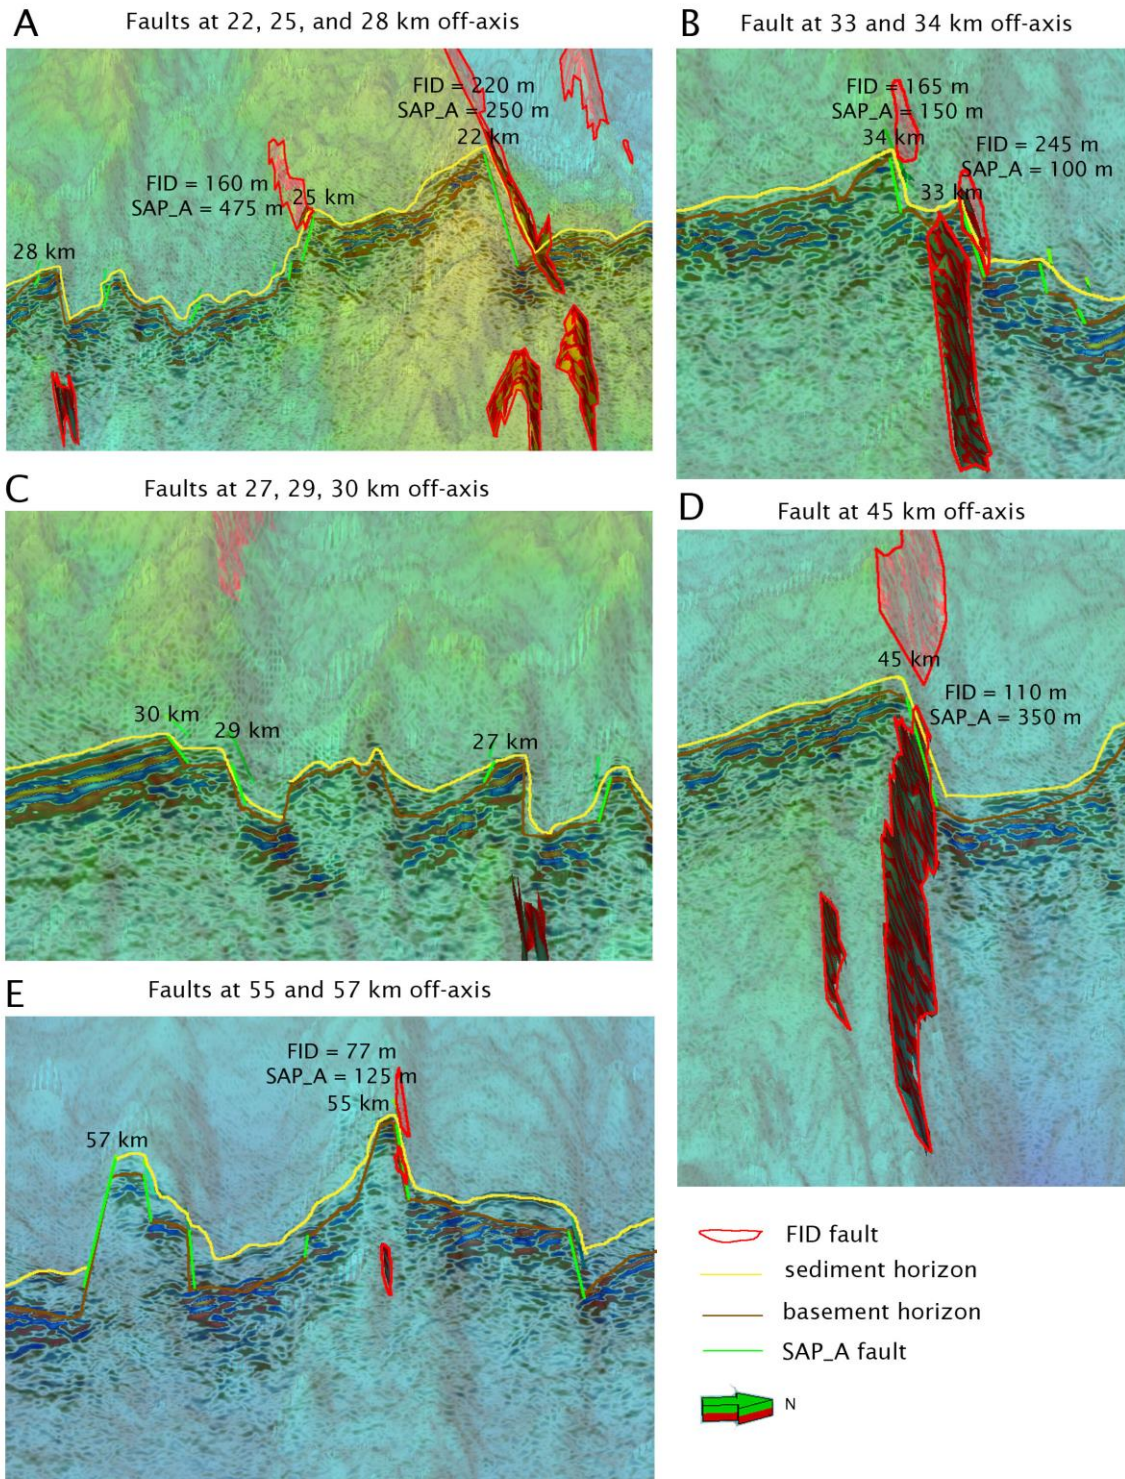 A
Faults at 22, 25, and 28 km off-axis
FID = 220 m
SAP_A = 250 m
22 km
FID = 160 m
SAP_A = 475 m
25 km
28 km
B
Fault at 33 and 34 km off-axis
FID = 165 m
SAP_A = 150 m
34 km
FID = 245 m
SAP_A = 100 m
33 km
C
Faults at 27, 29, 30 km off-axis
30 km
29 km
27 km
D
Fault at 45 km off-axis
45 km
FID = 110 m
SAP_A = 350 m
E
Faults at 55 and 57 km off-axis
FID = 77 m
SAP_A = 125 m
55 km
57 km
FID fault
sediment horizon
basement horizon
SAP_A fault
N